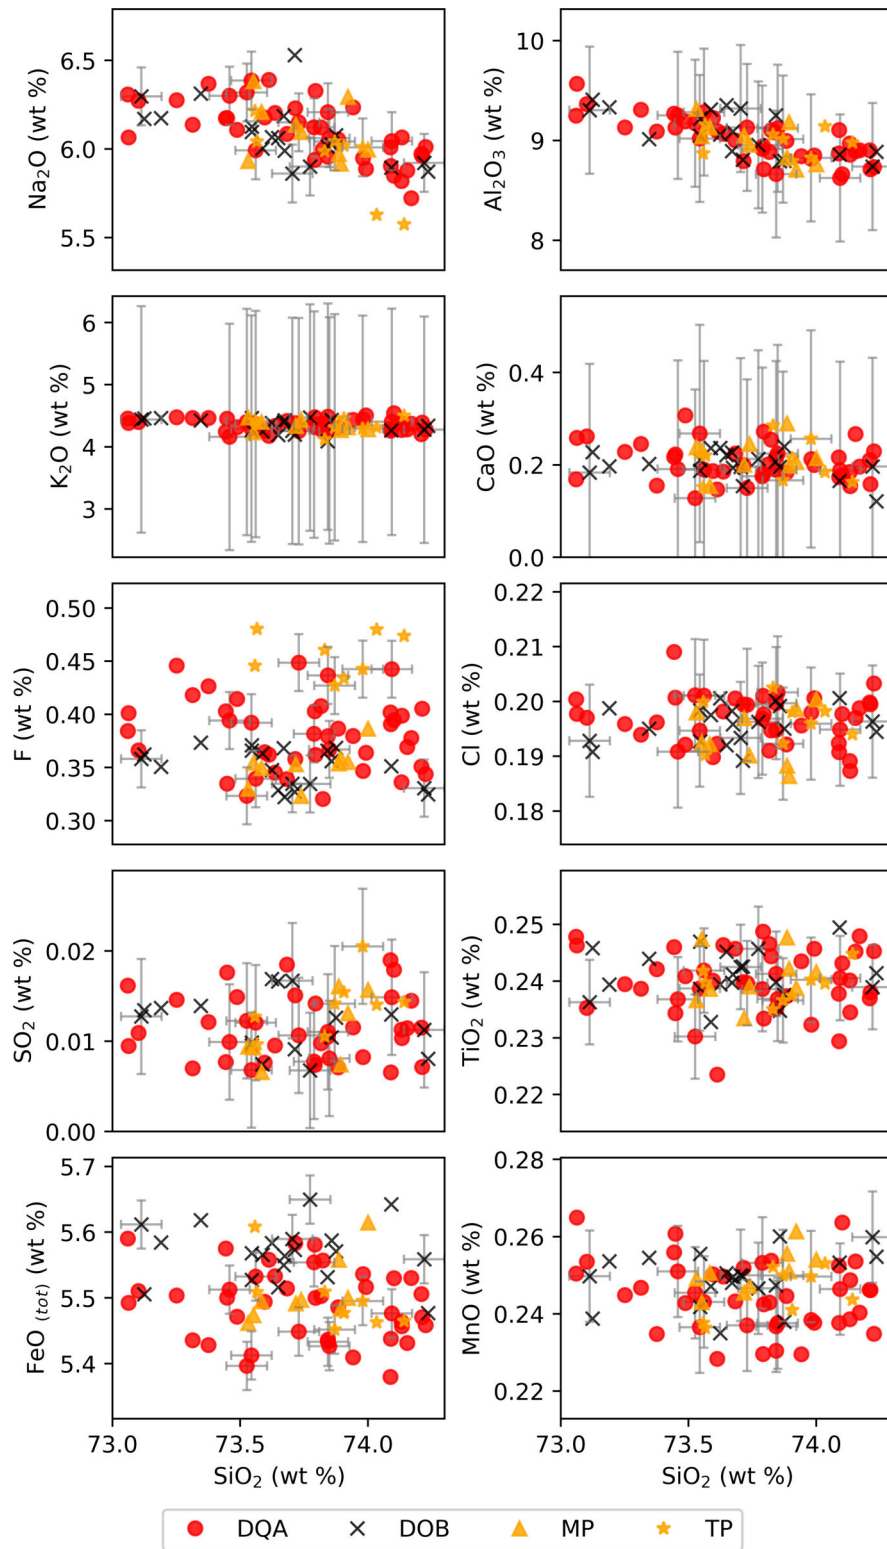 Na₂O (wt %)
6.5
6.0
5.5
Al₂O₃ (wt %)
10
9
8
K₂O (wt %)
6
5
4
3
CaO (wt %)
0.4
0.2
0.0
F (wt %)
0.50
0.45
0.40
0.35
0.30
Cl (wt %)
0.22
0.21
0.20
0.19
0.18
SO₂ (wt %)
0.02
0.01
0.00
TiO₂ (wt %)
0.25
0.24
0.23
0.22
FeO (tot) (wt %)
5.7
5.6
5.5
5.4
MnO (wt %)
0.28
0.26
0.24
0.22
73.0 73.5 74.0
SiO₂ (wt %)
73.0 73.5 74.0
SiO₂ (wt %)
DQA DOB MP TP